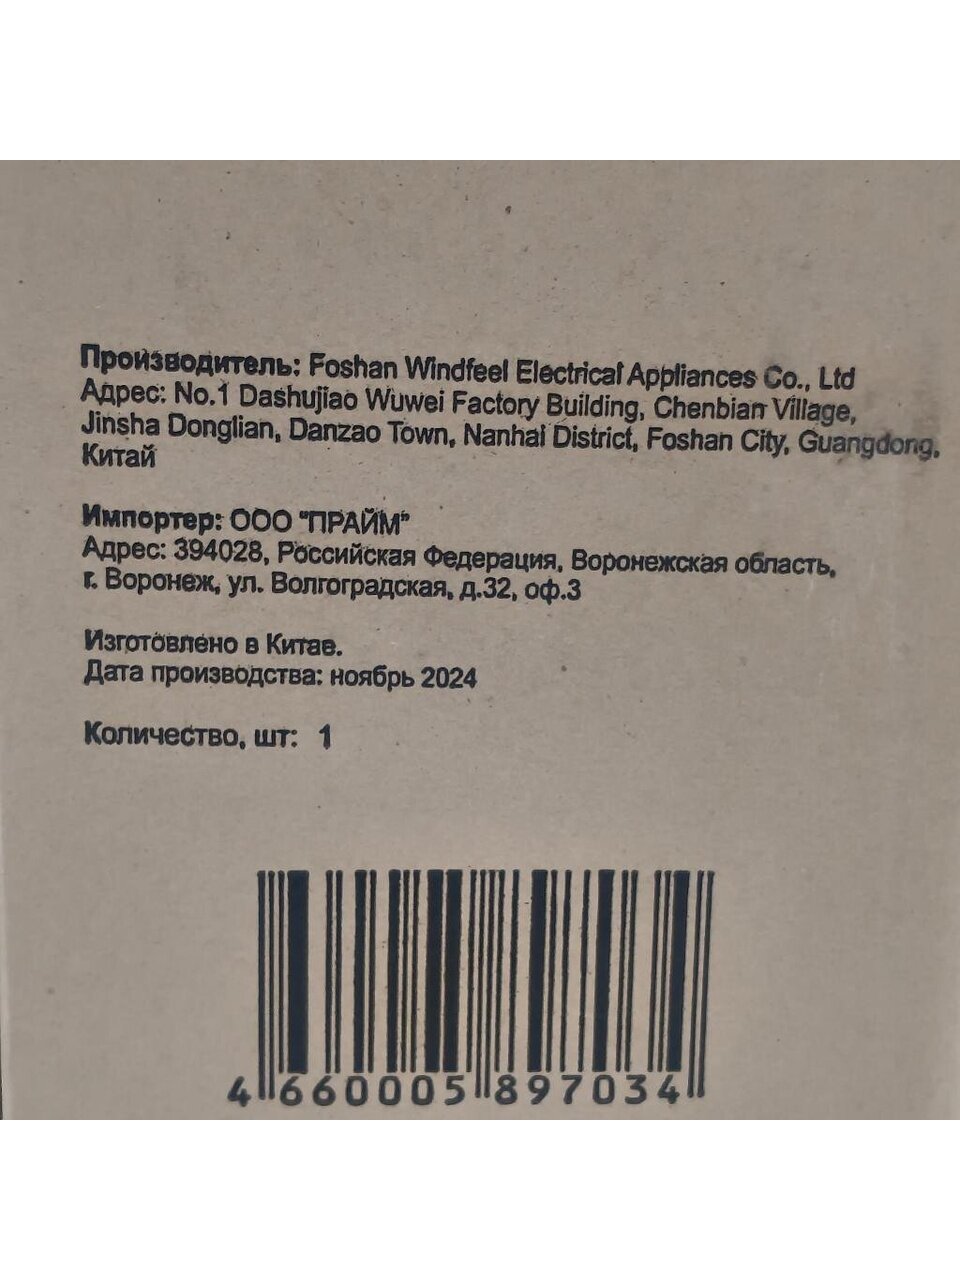 Производитель: Foshan Windfeel Electrical Appliances Co., Ltd
Адрес: No.1 Dashujiao Wuwei Factory Building, Chenbian Village,
Jinsha Donglian, Danzao Town, Nanhai District, Foshan City, Guangdong,
Китай
Импортер: ООО "ПРАЙМ"
Адрес: 394028, Российская Федерация, Воронежская область,
г. Воронеж, ул. Волгоградская, д.32, оф.3
Изготовлено в Китае.
Дата производства: ноябрь 2024
Количество, шт: 1
4 660005 897034